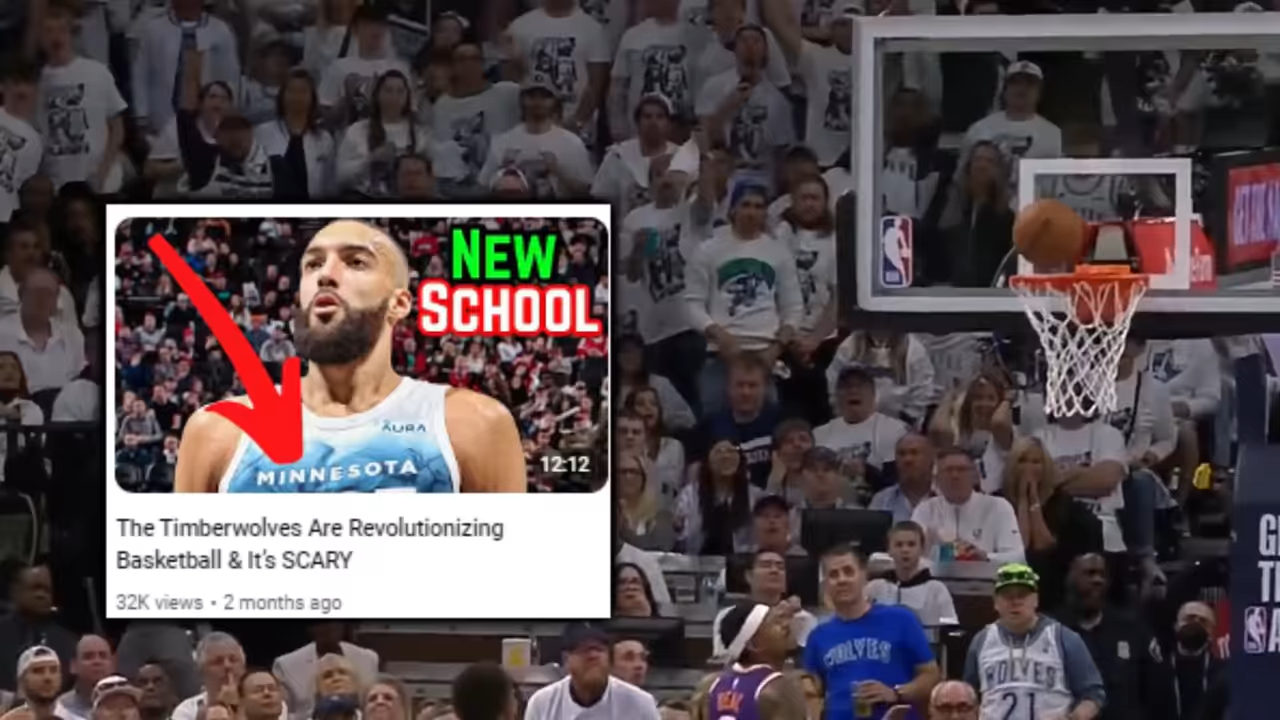 NEW
SCHOOL
AURA
MINNESOTA
12:12
The Timberwolves Are Revolutionizing
Basketball & It's SCARY
32K views • 2 months ago
WOLVES
WOLVES
21